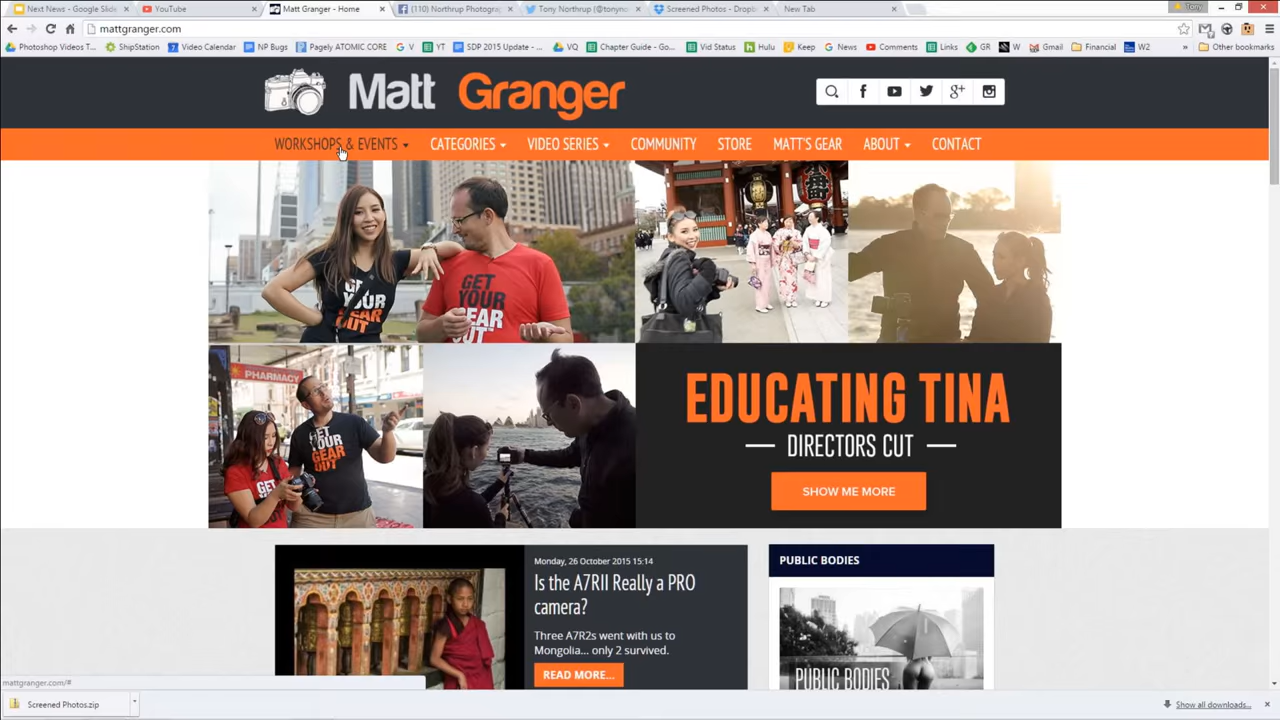 Next News - Google Slide
YouTube
Matt Granger - Home
(110) Northrup Photograp
Tony Northrup (@tonyno
Screened Photos - Dropb
New Tab
Tony
mattgranger.com
Photoshop Videos T...
ShipStation
Video Calendar
NP Bugs
Pagely ATOMIC CORE
V
YT
SDP 2015 Update - ...
VQ
Chapter Guide - Go...
Vid Status
Hulu
Keep
News
Comments
Links
GR
W
Gmail
Financial
W2
»
Other bookmarks
Matt Granger
WORKSHOPS & EVENTS
CATEGORIES
VIDEO SERIES
COMMUNITY
STORE
MATT'S GEAR
ABOUT
CONTACT
GET
YOUR
GEAR
OUT
GET
YOUR
GEAR
OUT
PHARMACY
GET
YOUR
GEAR
OUT
EDUCATING TINA
— DIRECTORS CUT —
SHOW ME MORE
Monday, 26 October 2015 15:14
Is the A7RII Really a PRO
camera?
Three A7R2s went with us to
Mongolia... only 2 survived.
READ MORE...
PUBLIC BODIES
PUBLIC BODIES
mattgranger.com/#
Screened Photos.zip
Show all downloads...